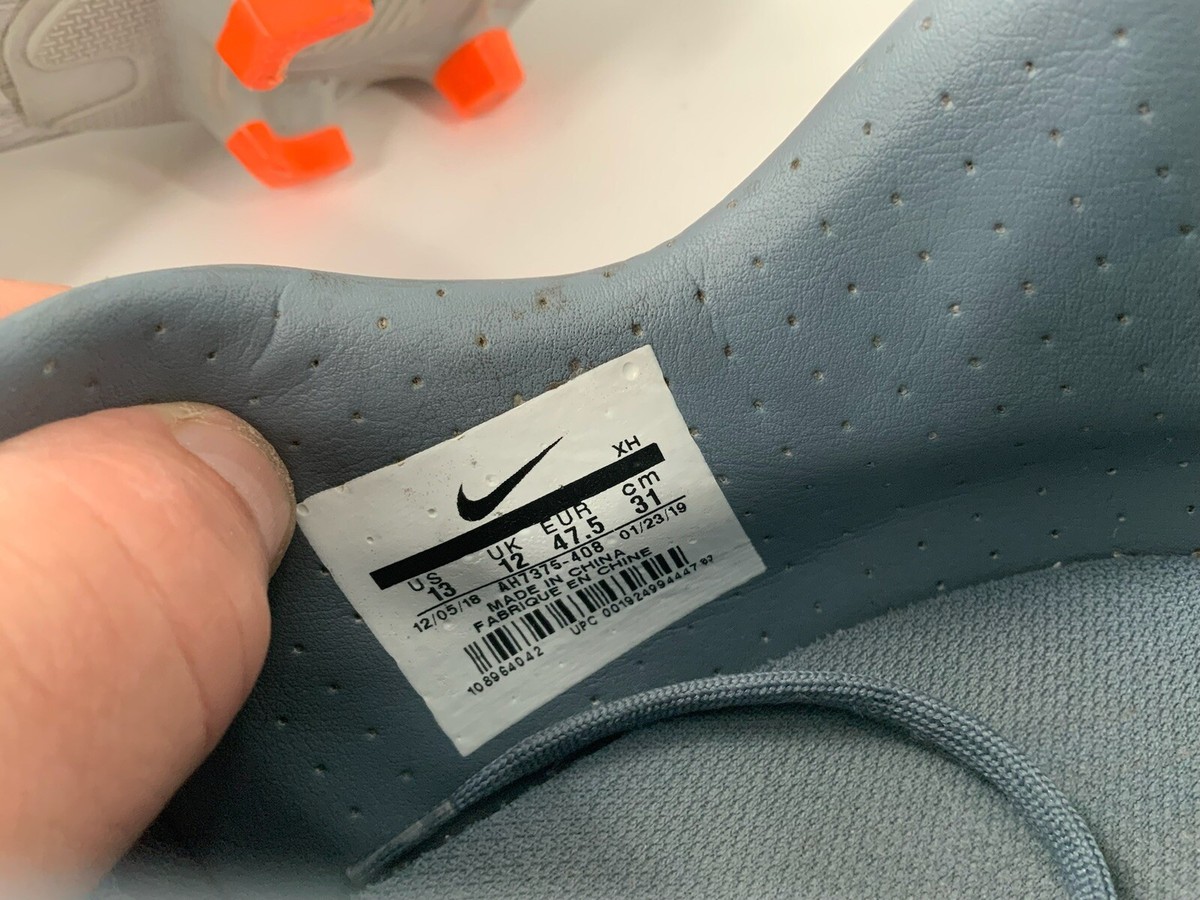 XH
US UK EUR cm
13 12 47.5 31
12/05/18 AH7375-408 01/23/19
MADE IN CHINA
FABRIQUE EN CHINE
108964042 UPC 00192499444787